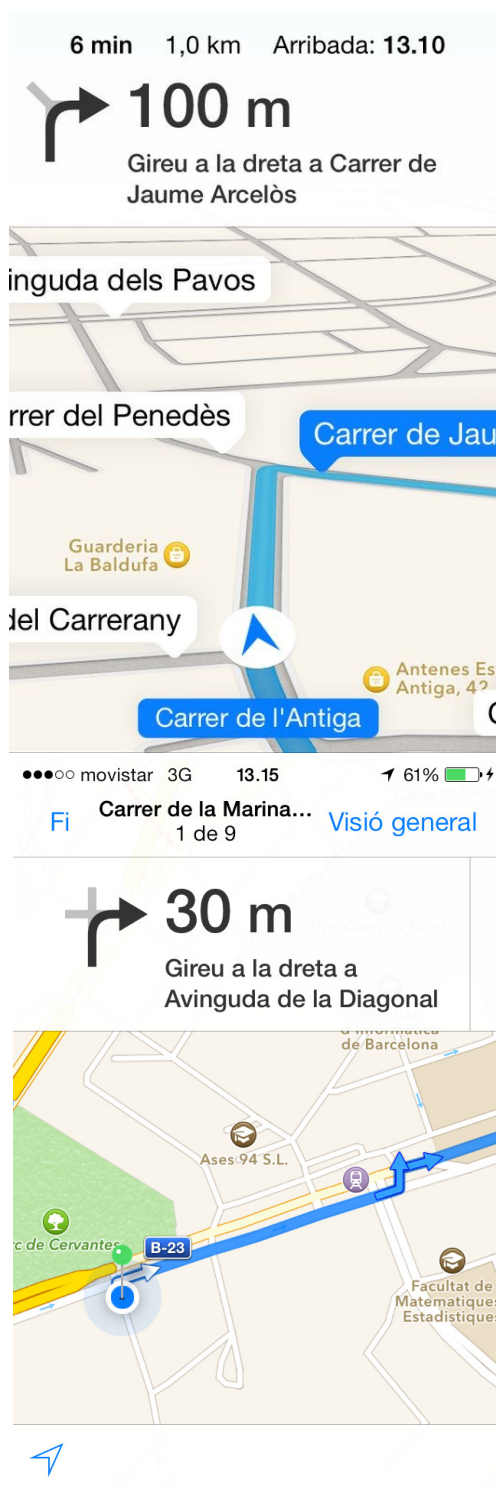 6 min 1,0 km Arribada: 13.10
100 m
Gireu a la dreta a Carrer de
Jaume Arcelòs
inguda dels Pavos
rrer del Penedès
Carrer de Jau
Guarderia
La Baldufa
del Carrerany
Antenes Es
Antiga, 42
Carrer de l'Antiga
movistar 3G 13.15 61%
Fi Carrer de la Marina... Visió general
1 de 9
30 m
Gireu a la dreta a
Avinguda de la Diagonal
d'Informàtica
de Barcelona
Ases 94 S.L.
rc de Cervantes
B-23
Facultat de
Matematiques
Estadistiques